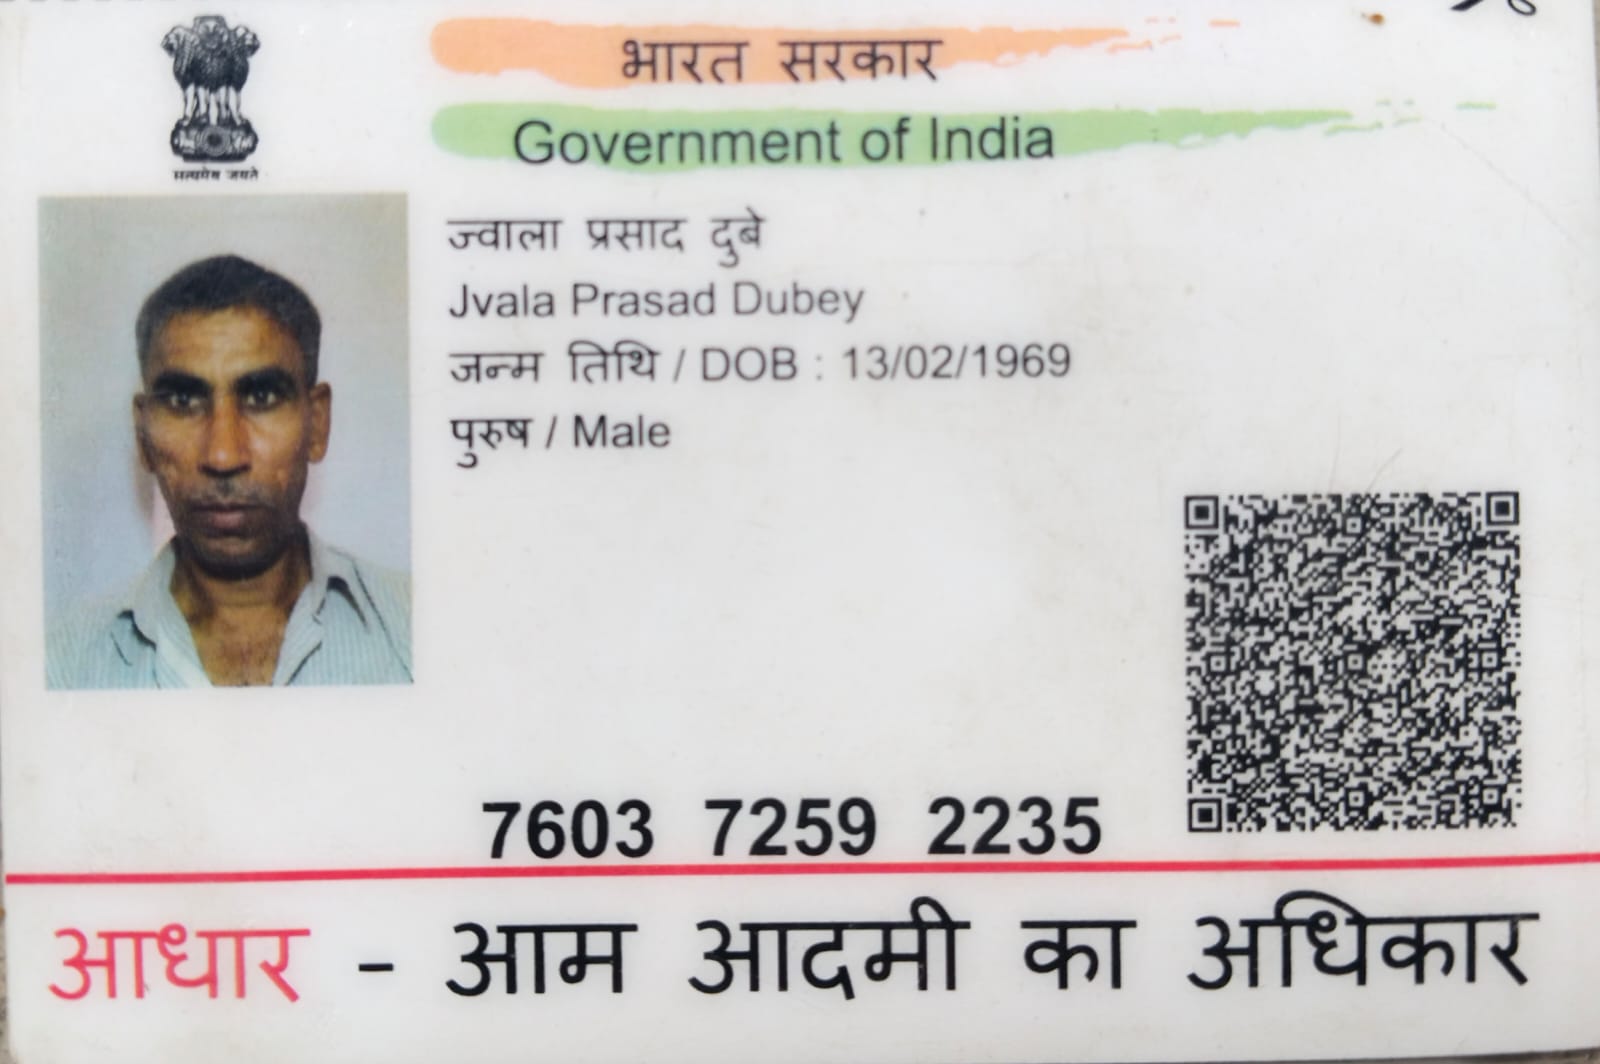 भारत सरकार
Government of India
सत्यमेव जयते
ज्वाला प्रसाद दुबे
Jvala Prasad Dubey
जन्म तिथि / DOB : 13/02/1969
पुरुष / Male
7603 7259 2235
आधार - आम आदमी का अधिकार